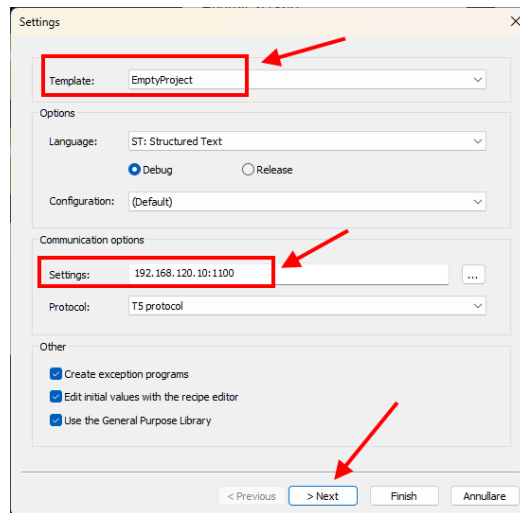 Settings
Template: EmptyProject
Options
Language: ST: Structured Text
Debug Release
Configuration: (Default)
Communication options
Settings: 192.168.120.10:1100 ...
Protocol: T5 protocol
Other
Create exception programs
Edit initial values with the recipe editor
Use the General Purpose Library
< Previous > Next Finish Annullare